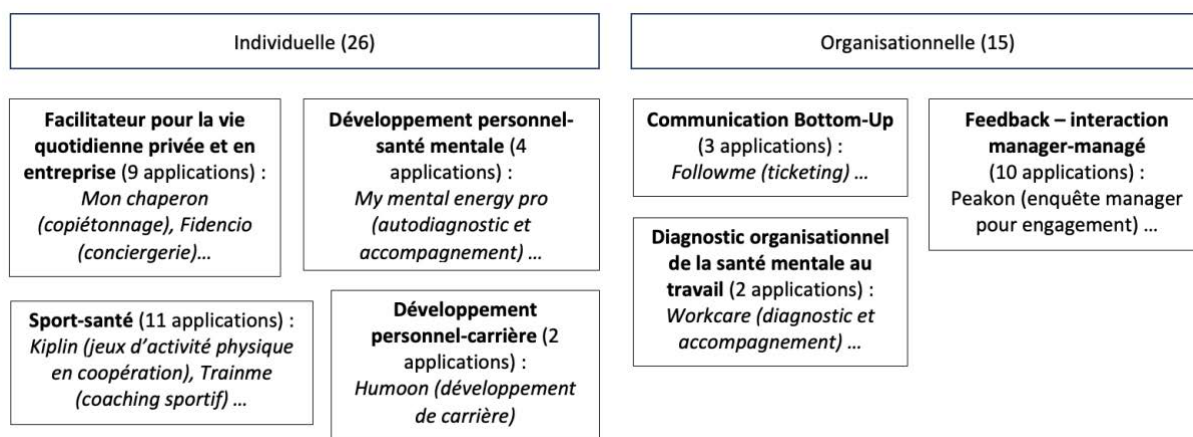 Individuelle (26)
Organisationnelle (15)
Facilitateur pour la vie
quotidienne privée et en
entreprise (9 applications) :
Mon chaperon
(copiétonnage), Fidencio
(conciergerie)...
Développement personnel-
santé mentale (4
applications) :
My mental energy pro
(autodiagnostic et
accompagnement) ...
Sport-santé (11 applications) :
Kiplin (jeux d'activité physique
en coopération), Trainme
(coaching sportif) ...
Développement
personnel-carrière (2
applications) :
Humoon (développement
de carrière)
Communication Bottom-Up
(3 applications) :
Followme (ticketing) ...
Diagnostic organisationnel
de la santé mentale au
travail (2 applications) :
Workcare (diagnostic et
accompagnement) ...
Feedback – interaction
manager-managé
(10 applications) :
Peakon (enquête manager
pour engagement) ...